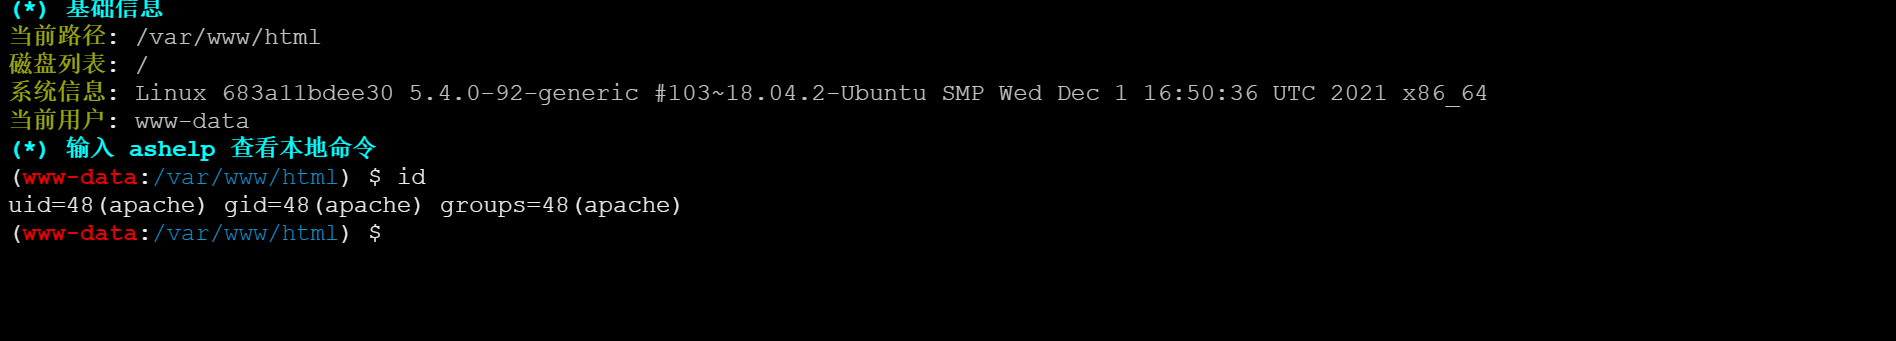 (*) 基础信息
当前路径: /var/www/html
磁盘列表: /
系统信息: Linux 683a11bdee30 5.4.0-92-generic #103~18.04.2-Ubuntu SMP Wed Dec 1 16:50:36 UTC 2021 x86_64
当前用户: www-data
(*) 输入 ashelp 查看本地命令
(www-data:/var/www/html) $ id
uid=48(apache) gid=48(apache) groups=48(apache)
(www-data:/var/www/html) $